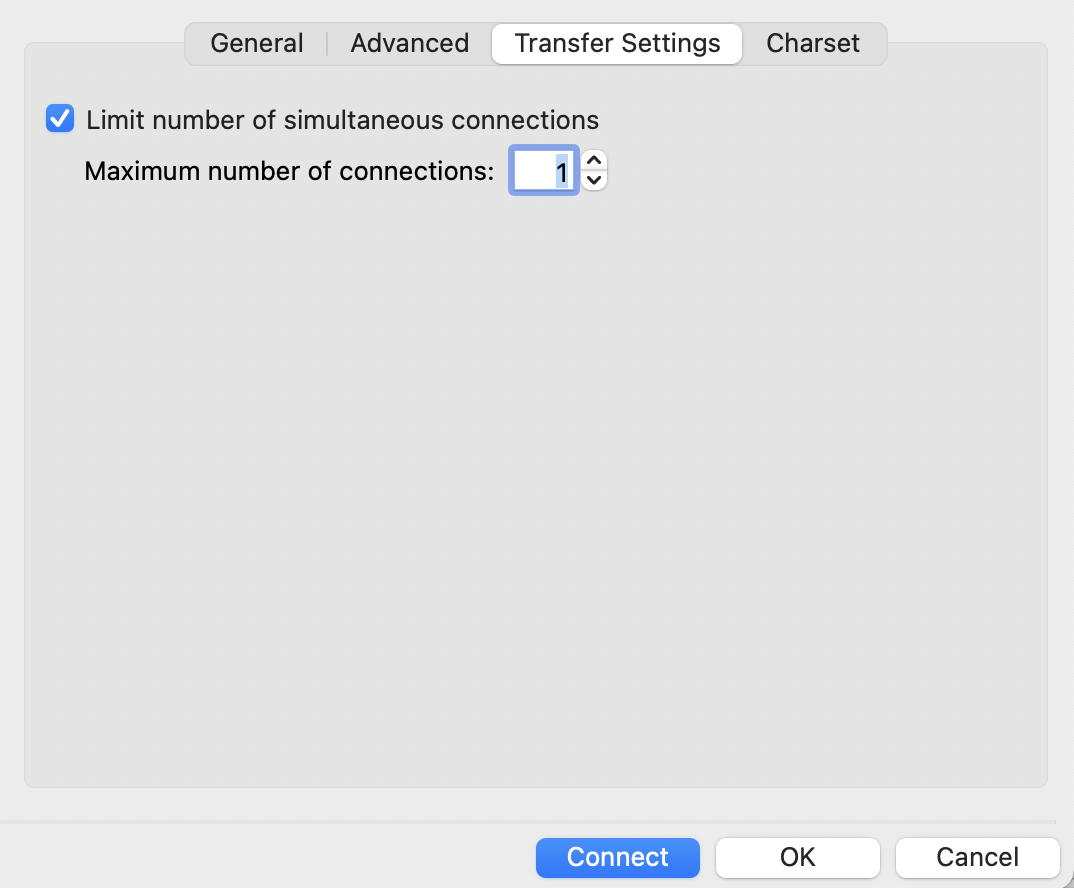 General Advanced Transfer Settings Charset
Limit number of simultaneous connections
Maximum number of connections: 1
Connect OK Cancel